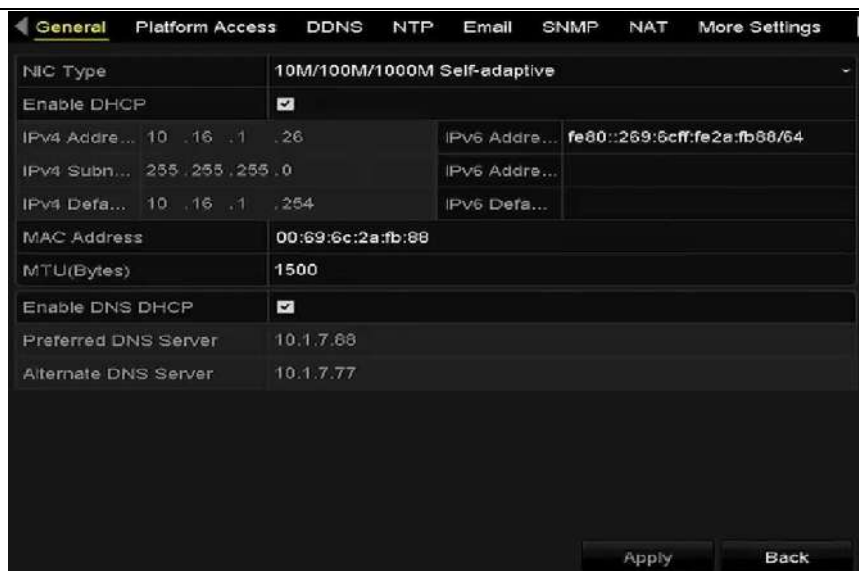 General Platform Access DDNS NTP Email SNMP NAT More Settings
NIC Type 10M/100M/1000M Self-adaptive
Enable DHCP
IPv4 Addre... 10 .16 .1 .26 IPv6 Addre... fe80::269:6cff:fe2a:fb88/64
IPv4 Subn... 255.255.255.0 IPv6 Addre...
IPv4 Defa... 10 .16 .1 .254 IPv6 Defa...
MAC Address 00:69:6c:2a:fb:88
MTU(Bytes) 1500
Enable DNS DHCP
Preferred DNS Server 10.1.7.88
Alternate DNS Server 10.1.7.77
Apply Back